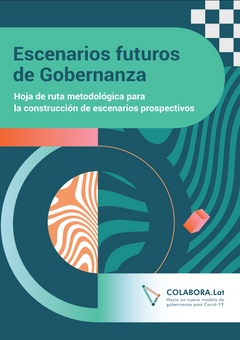 Escenarios futuros
de Gobernanza
Hoja de ruta metodológica para
la construcción de escenarios prospectivos
COLABORA.Lat
Hacia un nuevo modelo de
gobernanza post Covid-19